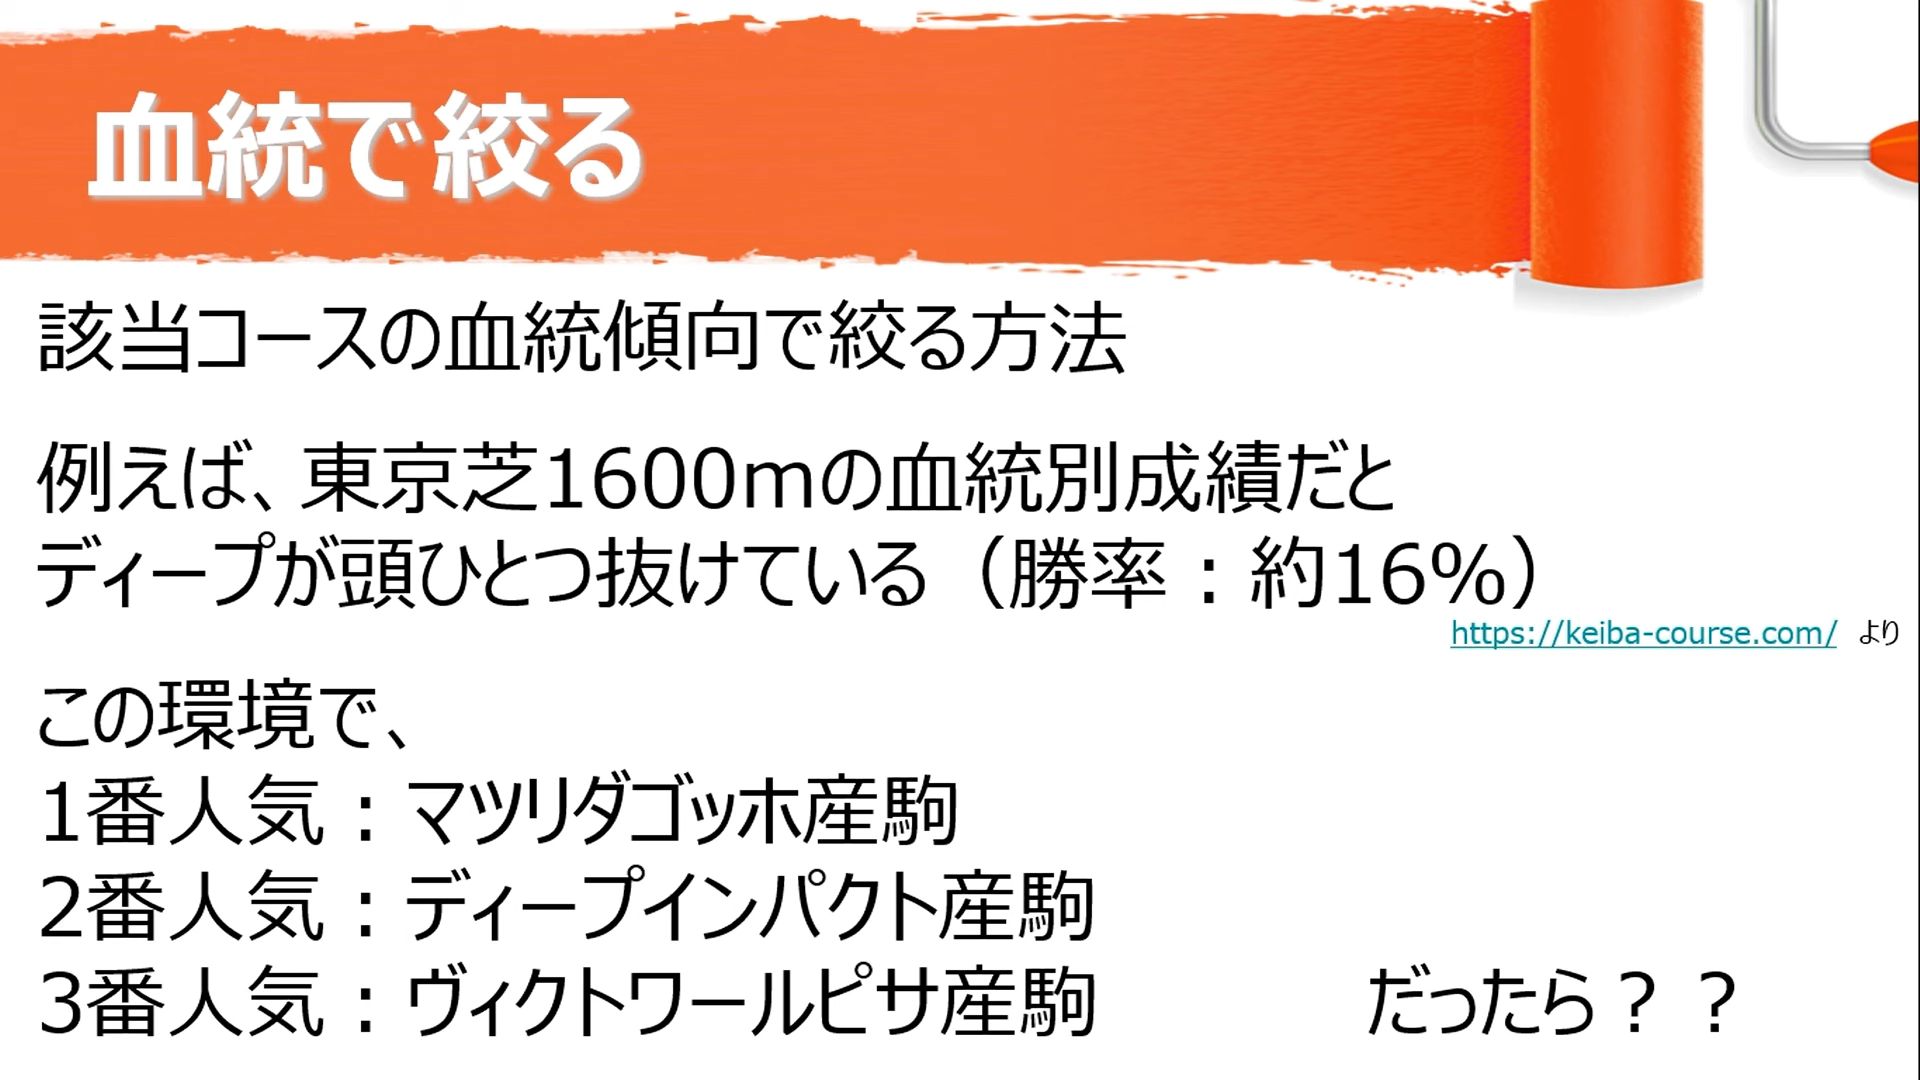 血統で絞る
該当コースの血統傾向で絞る方法
例えば、東京芝1600mの血統別成績だと
ディープが頭ひとつ抜けている（勝率：約16%）
https://keiba-course.com/ より
この環境で、
1番人気：マツリダゴッホ産駒
2番人気：ディープインパクト産駒
3番人気：ヴィクトワールピサ産駒 だったら？？